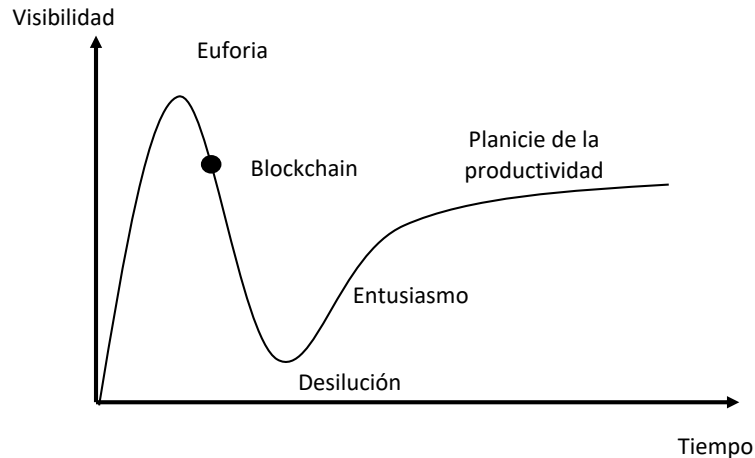 Visibilidad
Euforia
Blockchain
Planicie de la
productividad
Entusiasmo
Desilución
Tiempo